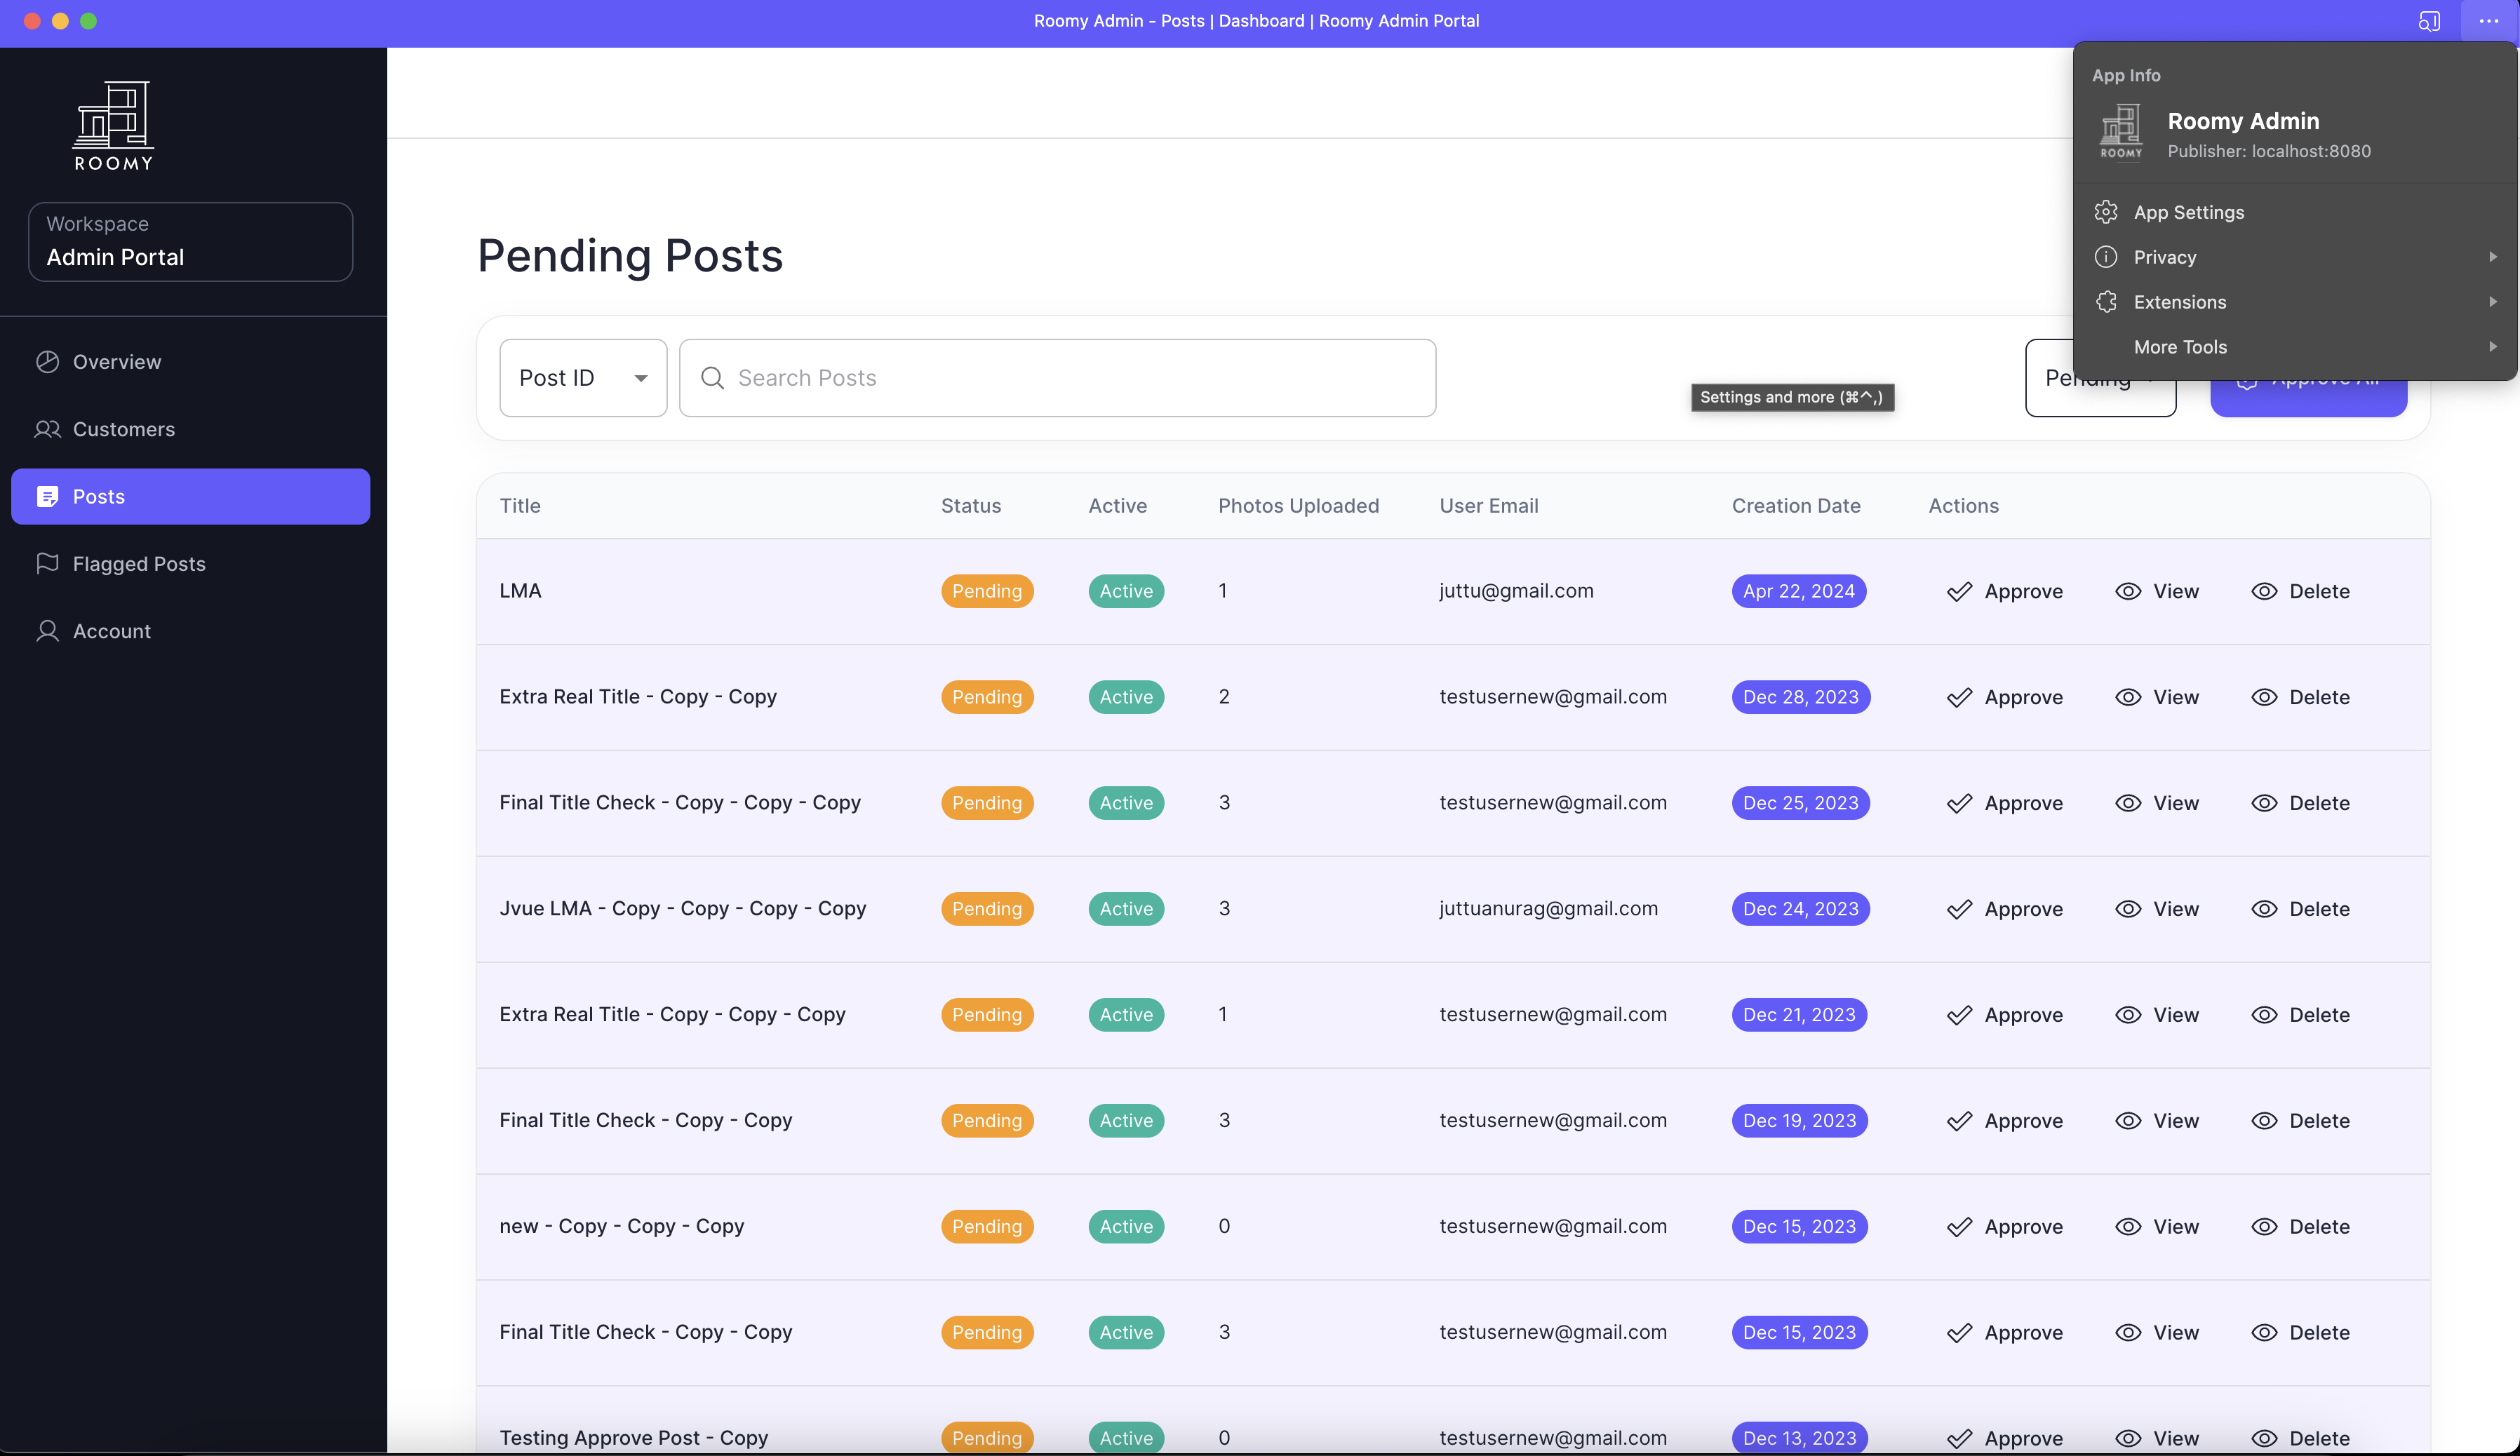 Roomy Admin - Posts | Dashboard | Roomy Admin Portal
ROOMY
Workspace
Admin Portal
Overview
Customers
Posts
Flagged Posts
Account
App Info
ROOMY
Roomy Admin
Publisher: localhost:8080
App Settings
Privacy
Extensions
More Tools
Pending Posts
Post ID
Search Posts
Settings and more (⌘^,)
Pending
Approve All
Title Status Active Photos Uploaded User Email Creation Date Actions
LMA Pending Active 1 juttu@gmail.com Apr 22, 2024 Approve View Delete
Extra Real Title - Copy - Copy Pending Active 2 testusernew@gmail.com Dec 28, 2023 Approve View Delete
Final Title Check - Copy - Copy - Copy Pending Active 3 testusernew@gmail.com Dec 25, 2023 Approve View Delete
Jvue LMA - Copy - Copy - Copy - Copy Pending Active 3 juttuanurag@gmail.com Dec 24, 2023 Approve View Delete
Extra Real Title - Copy - Copy - Copy Pending Active 1 testusernew@gmail.com Dec 21, 2023 Approve View Delete
Final Title Check - Copy - Copy Pending Active 3 testusernew@gmail.com Dec 19, 2023 Approve View Delete
new - Copy - Copy - Copy Pending Active 0 testusernew@gmail.com Dec 15, 2023 Approve View Delete
Final Title Check - Copy - Copy Pending Active 3 testusernew@gmail.com Dec 15, 2023 Approve View Delete
Testing Approve Post - Copy Pending Active 0 testusernew@gmail.com Dec 13, 2023 Approve View Delete